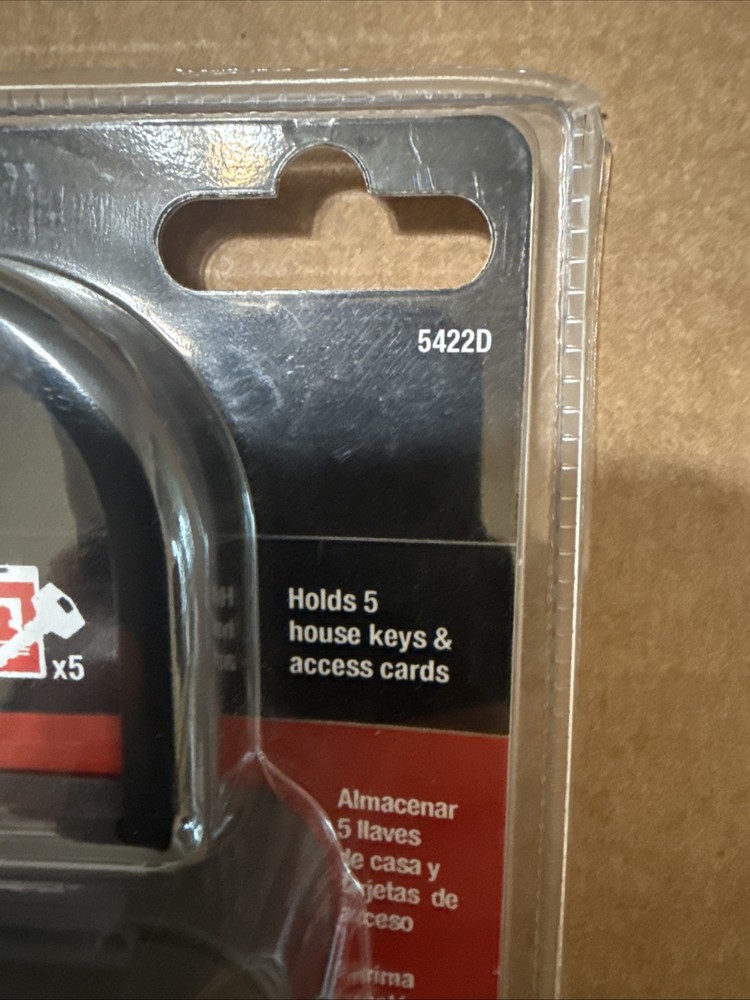 5422D
x5
Holds 5
house keys &
access cards
Almacenar
5 llaves
de casa y
tarjetas de
acceso